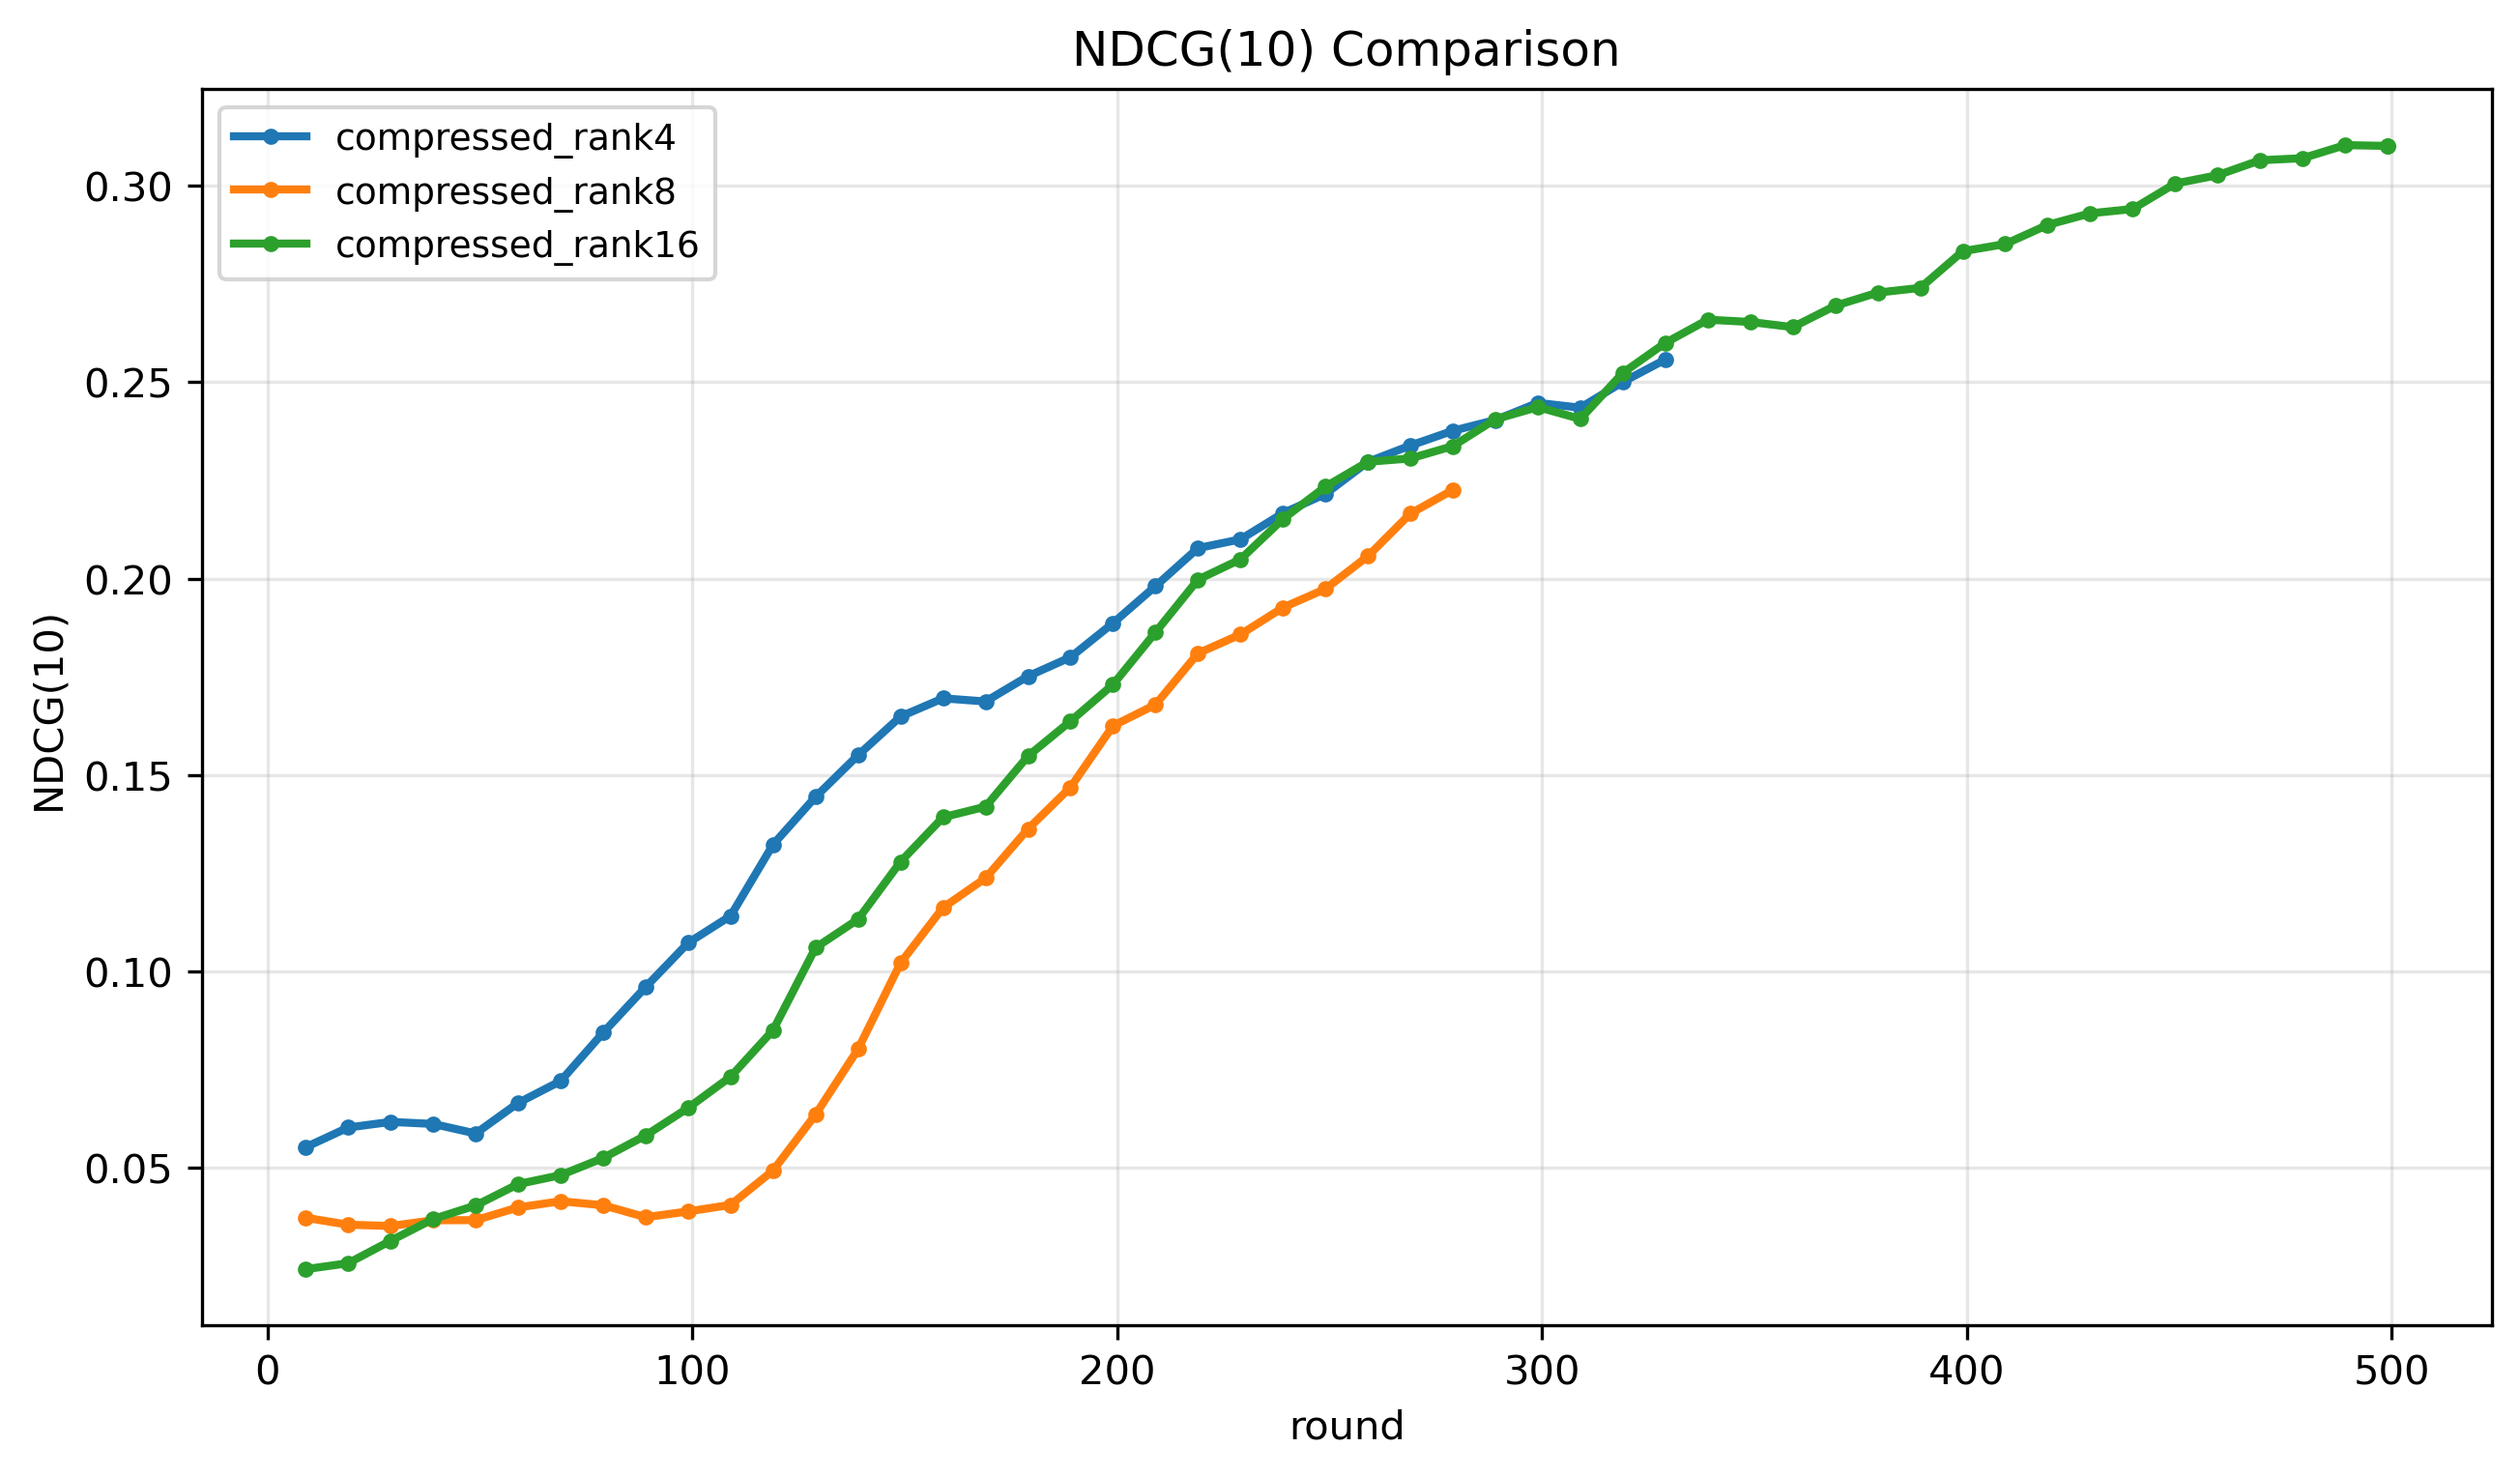 NDCG(10) Comparison
compressed_rank4
compressed_rank8
compressed_rank16
NDCG(10)
0.30
0.25
0.20
0.15
0.10
0.05
0 100 200 300 400 500
round